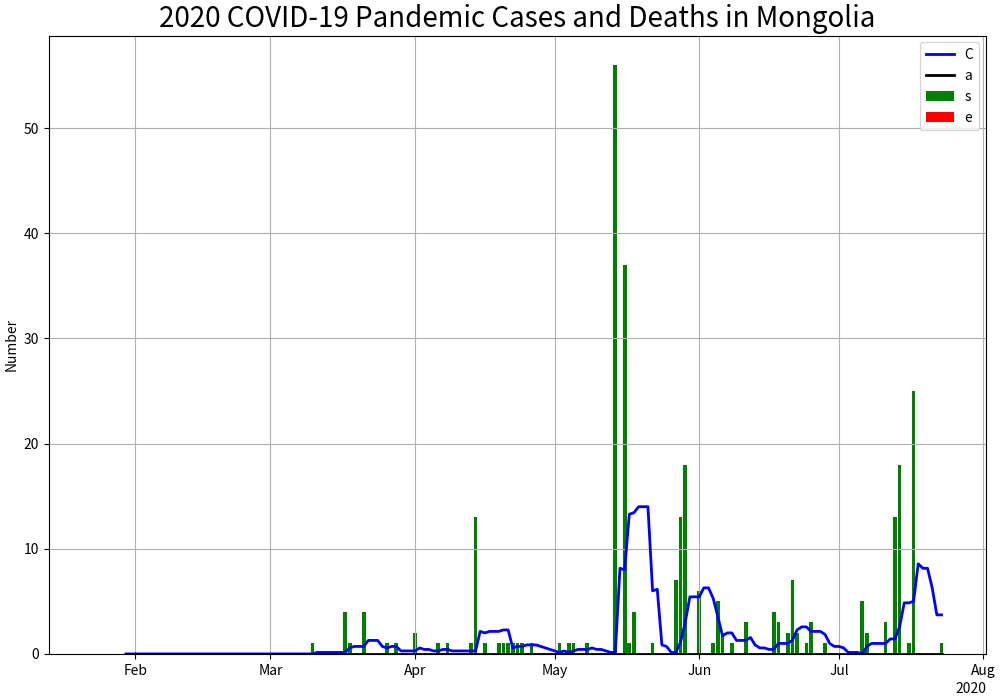 2020 COVID-19 Pandemic Cases and Deaths in Mongolia
C
a
s
e
Number
50
40
30
20
10
0
Feb Mar Apr May Jun Jul Aug
2020